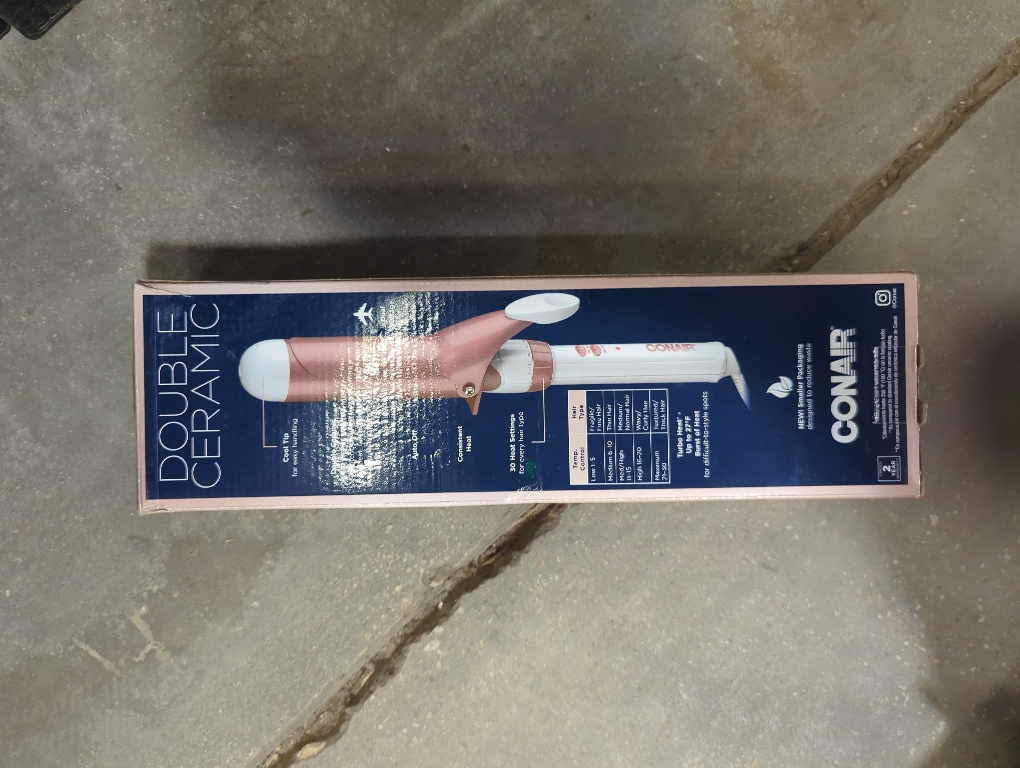 DOUBLE
CERAMIC
Cool Tip
for easy handling
Auto Off
Consistent
Heat
30 Heat Settings
for every hair type
Temp. Control Hair Type
Low 1-5 Fragile/ Fine Hair
Medium 6-10 Thin Hair
Med/High 11-15 Medium/ Normal Hair
High 16-20 Wavy/ Curly Hair
Maximum 21-30 Thick Hair
Turbo Heat®
Up to 27°F
Burst of Heat
for difficult-to-style spots
CONAIR
NEW! Smaller Packaging
designed to reduce waste
CONAIR®
2
YEAR
@Conair